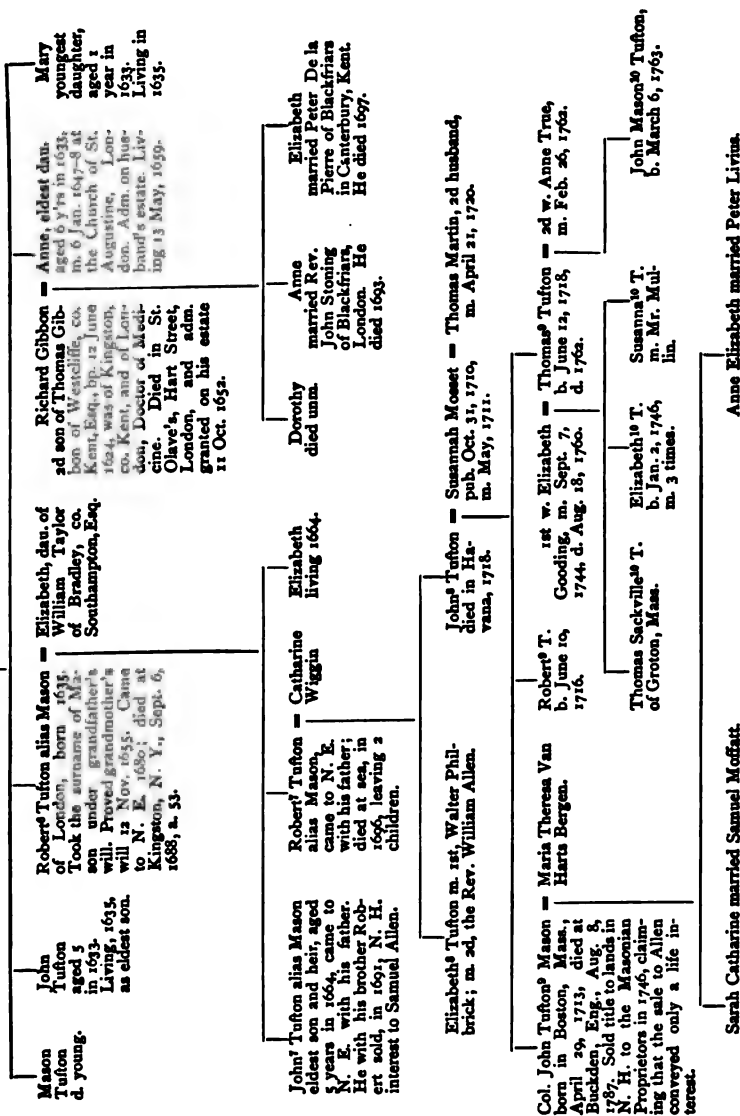 Mason
Tufton
d. young.
John
Tufton
aged 5
in 1633.
Living, 1635,
as eldest son.
Robert⁶ Tufton alias Mason
of London, born 1635.
Took the surname of Ma-
son under grandfather's
will. Proved grandmother's
will 12 Nov. 1655. Came
to N. E. 1680; died at
Kingston, N. Y., Sept. 6,
1688, a. 53.
= Elizabeth, dau. of
William Taylor
of Bradley, co.
Southampton, Esq.
Richard Gibbon
2d son of Thomas Gib-
bon of Westcliffe, co.
Kent, Esq., bp. 12 June
1624, was of Kingston,
co. Kent, and of Lon-
don, Doctor of Medi-
cine. Died in St.
Olave's, Hart Street,
London, and adm.
granted on his estate
11 Oct. 1652.
= Anne, eldest dau.
aged 6 y'rs in 1633,
m. 6 Jan. 1647-8 at
the Church of St.
Augustine, Lon-
don. Adm. on hus-
band's estate. Liv-
ing 13 May, 1659.
Mary
youngest
daughter,
aged 1
year in
1633.
Living in
1635.
John⁷ Tufton alias Mason
eldest son and heir, aged
5 years in 1664, came to
N. E. with his father.
He with his brother Rob-
ert sold, in 1691, N. H.
interest to Samuel Allen.
Robert⁷ Tufton
alias Mason,
came to N. E.
with his father;
died at sea, in
1696, leaving 2
children.
= Catharine
Wiggin
Elizabeth
living 1664.
Dorothy
died unm.
Anne
married Rev.
John Stoning
of Blackfriars,
London. He
died 1693.
Elizabeth
married Peter De la
Pierre of Blackfriars
in Canterbury, Kent.
He died 1697.
Elizabeth⁸ Tufton m. 1st, Walter Phil-
brick; m. 2d, the Rev. William Allen.
John⁸ Tufton
died in Ha-
vana, 1718.
= Susannah Mosset
pub. Oct. 31, 1710,
m. May, 1711.
= Thomas Martin, 2d husband,
m. April 21, 1720.
Col. John Tufton⁹ Mason
born in Boston, Mass.,
April 29, 1713, died at
Buckden, Eng., Aug. 8,
1787. Sold title to lands in
N. H. to the Masonian
Proprietors in 1746, claim-
ing that the sale to Allen
conveyed only a life in-
terest.
= Maria Theresa Van
Harts Bergen.
Robert⁹ T.
b. June 10,
1716.
1st w. Elizabeth
Gooding, m. Sept. 7,
1744, d. Aug. 18, 1760.
= Thomas⁹ Tufton
b. June 12, 1718,
d. 1762.
= 2d w. Anne True,
m. Feb. 26, 1762.
Thomas Sackville¹⁰ T.
of Groton, Mass.
Elizabeth¹⁰ T.
b. Jan. 2, 1746,
m. 3 times.
Susanna¹⁰ T.
m. Mr. Mul-
lin.
John Mason¹⁰ Tufton,
b. March 6, 1763.
Sarah Catharine married Samuel Moffatt.
Anne Elizabeth married Peter Livius.